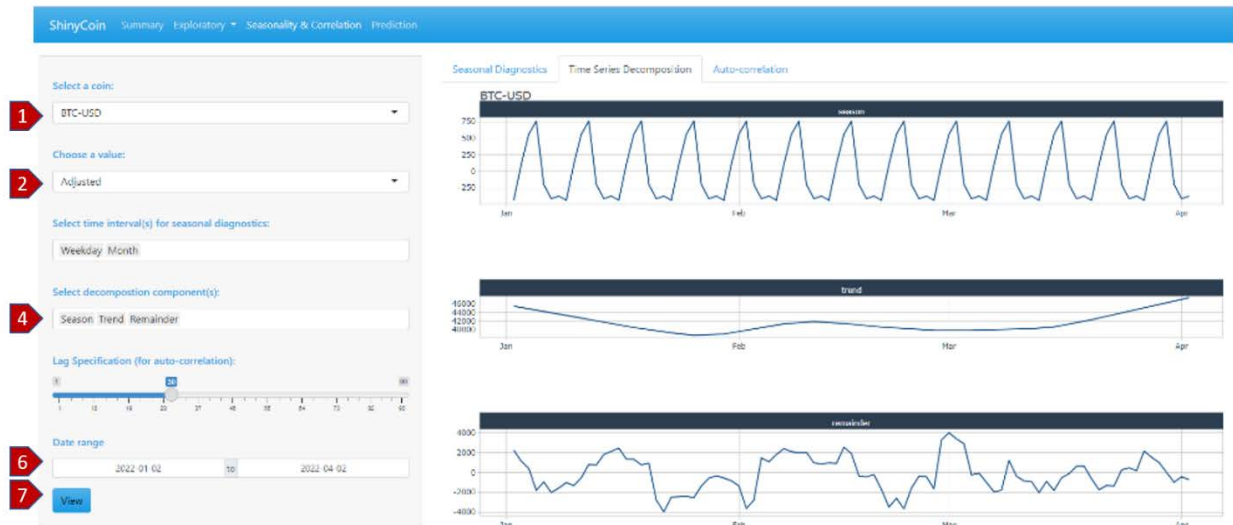 ShinyCoin Summary Exploratory Seasonality & Correlation Prediction
Select a coin:
1
BTC-USD
Choose a value:
2
Adjusted
Select time interval(s) for seasonal diagnostics:
Weekday Month
Select decompostion component(s):
4
Season Trend Remainder
Lag Specification (for auto-correlation):
Date range
6
2022-01-02 to 2022-04-02
7
View
Seasonal Diagnostics Time Series Decomposition Auto-correlation
BTC-USD
season
750
500
250
0
250
Jan Feb Mar Apr
trend
46000
44000
42000
40000
Jan Feb Mar Apr
remainder
4000
2000
0
-2000
-4000
Jan Feb Mar Apr